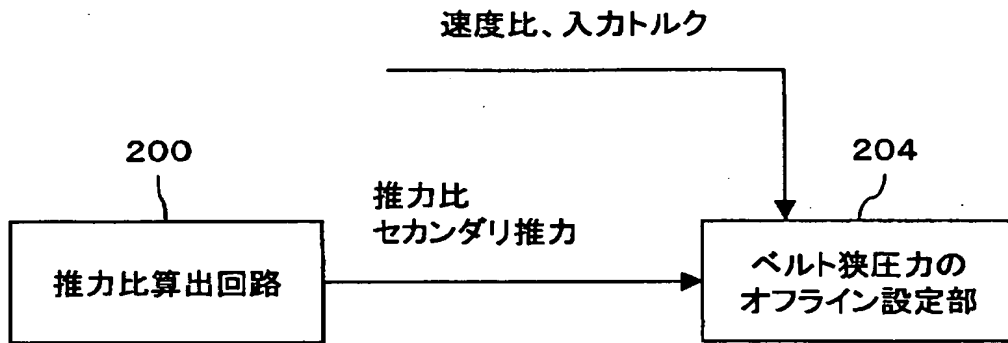 速度比、入力トルク
200
204
推力比
セカンダリ推力
推力比算出回路
ベルト狭圧力の
オフライン設定部